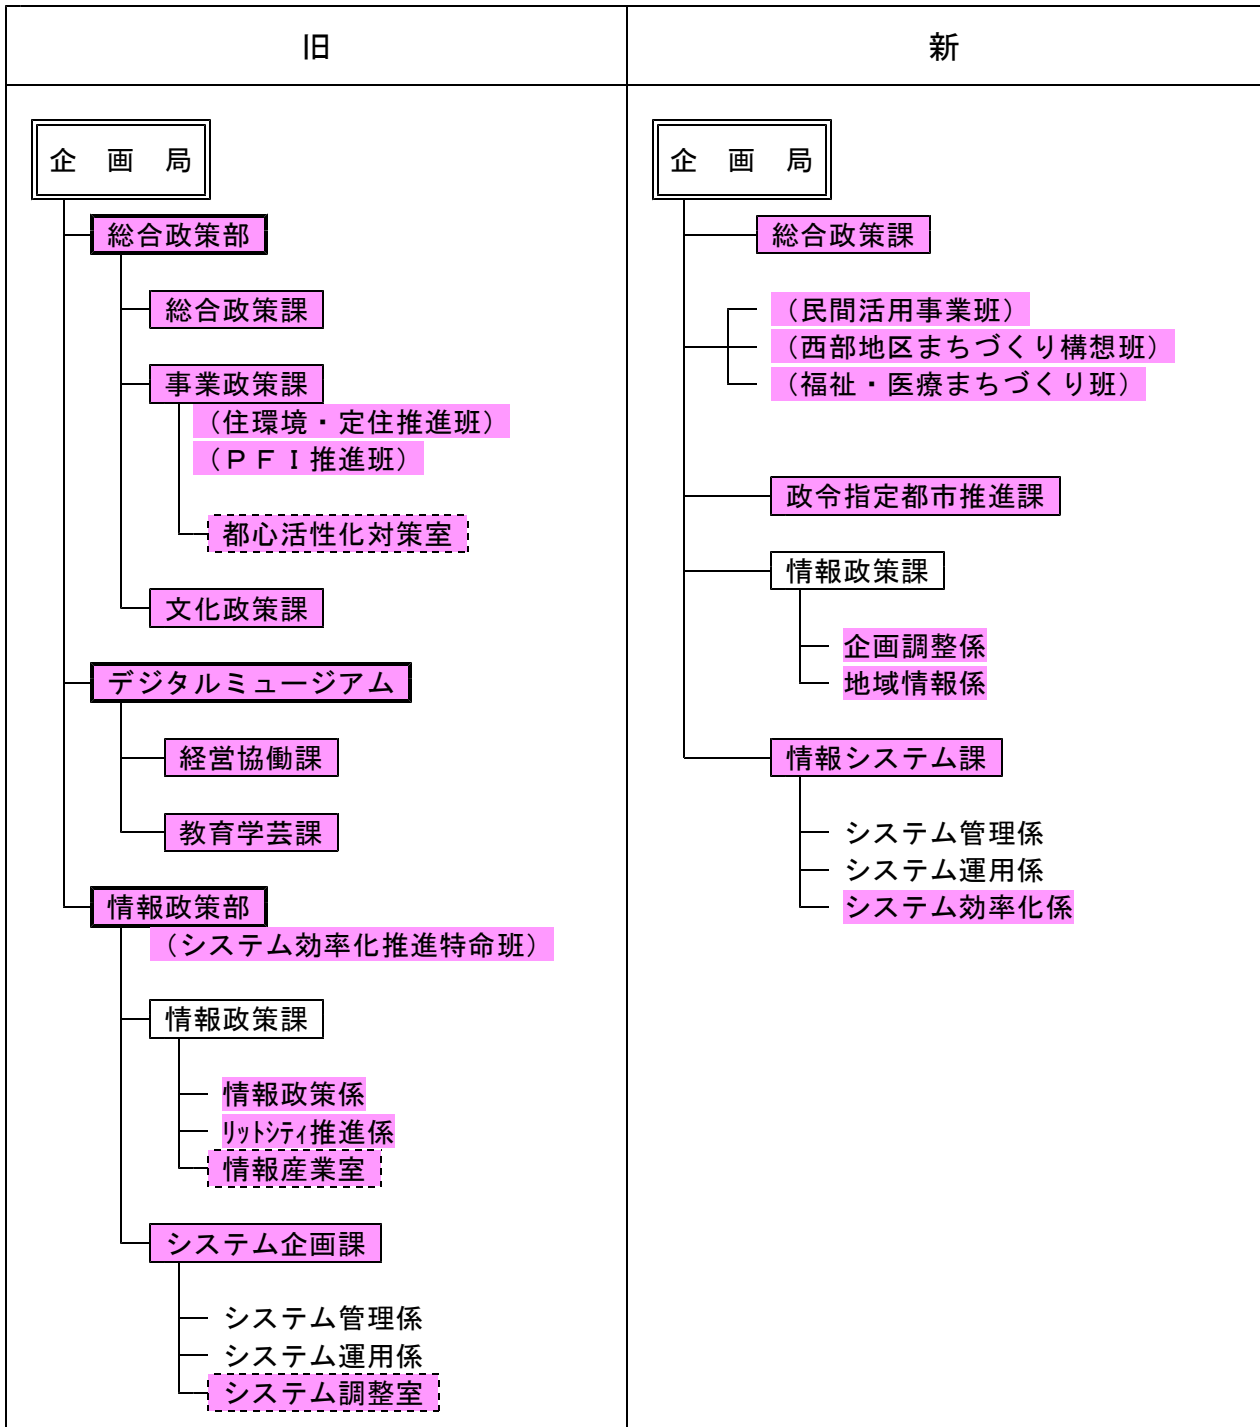 旧
企　画　局
総合政策部
総合政策課
事業政策課
（住環境・定住推進班）
（ＰＦＩ推進班）
都心活性化対策室
文化政策課
デジタルミュージアム
経営協働課
教育学芸課
情報政策部
（システム効率化推進特命班）
情報政策課
情報政策係
ﾘｯﾄｼﾃｨ推進係
情報産業室
システム企画課
システム管理係
システム運用係
システム調整室
新
企　画　局
総合政策課
（民間活用事業班）
（西部地区まちづくり構想班）
（福祉・医療まちづくり班）
政令指定都市推進課
情報政策課
企画調整係
地域情報係
情報システム課
システム管理係
システム運用係
システム効率化係